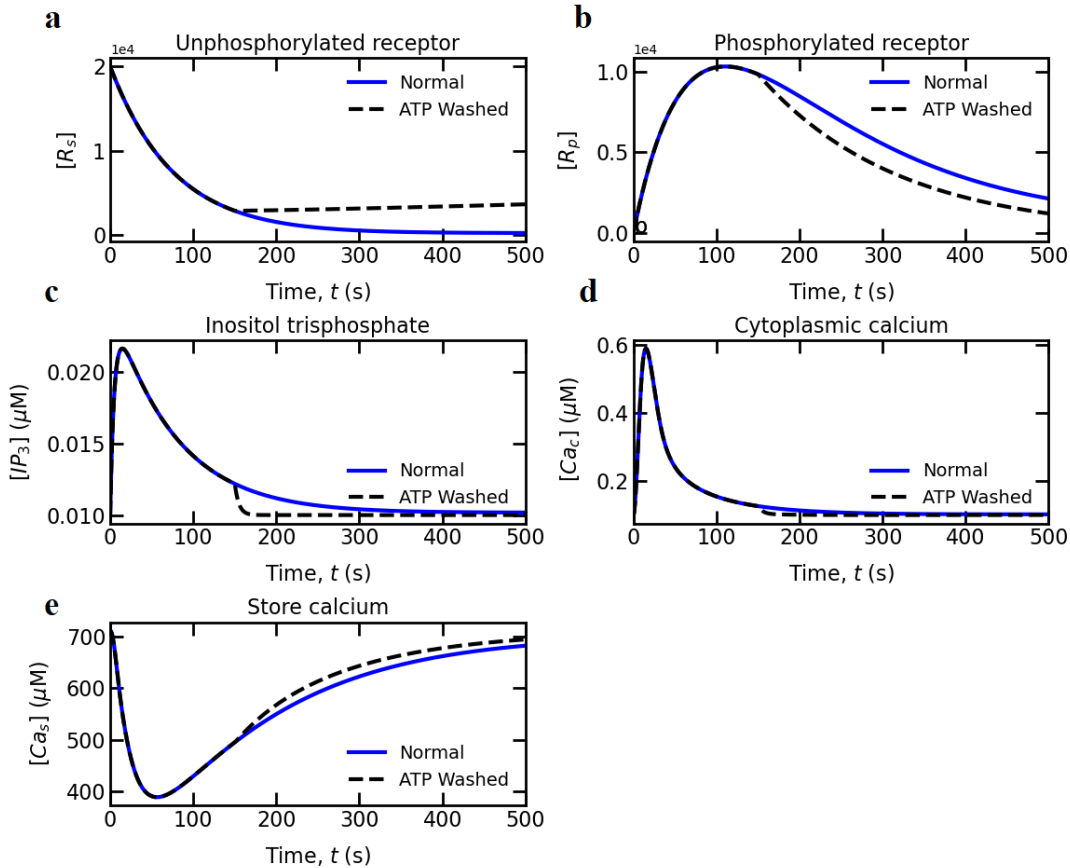 a
Unphosphorylated receptor
1e4
2
1
0
[R_s]
Normal
ATP Washed
0 100 200 300 400 500
Time, t (s)
b
Phosphorylated receptor
1e4
1.0
0.5
0.0
[R_p]
Normal
ATP Washed
0 100 200 300 400 500
Time, t (s)
c
Inositol trisphosphate
0.020
0.015
0.010
[IP_3] (μM)
Normal
ATP Washed
0 100 200 300 400 500
Time, t (s)
d
Cytoplasmic calcium
0.6
0.4
0.2
[Ca_c] (μM)
Normal
ATP Washed
0 100 200 300 400 500
Time, t (s)
e
Store calcium
700
600
500
400
[Ca_s] (μM)
Normal
ATP Washed
0 100 200 300 400 500
Time, t (s)